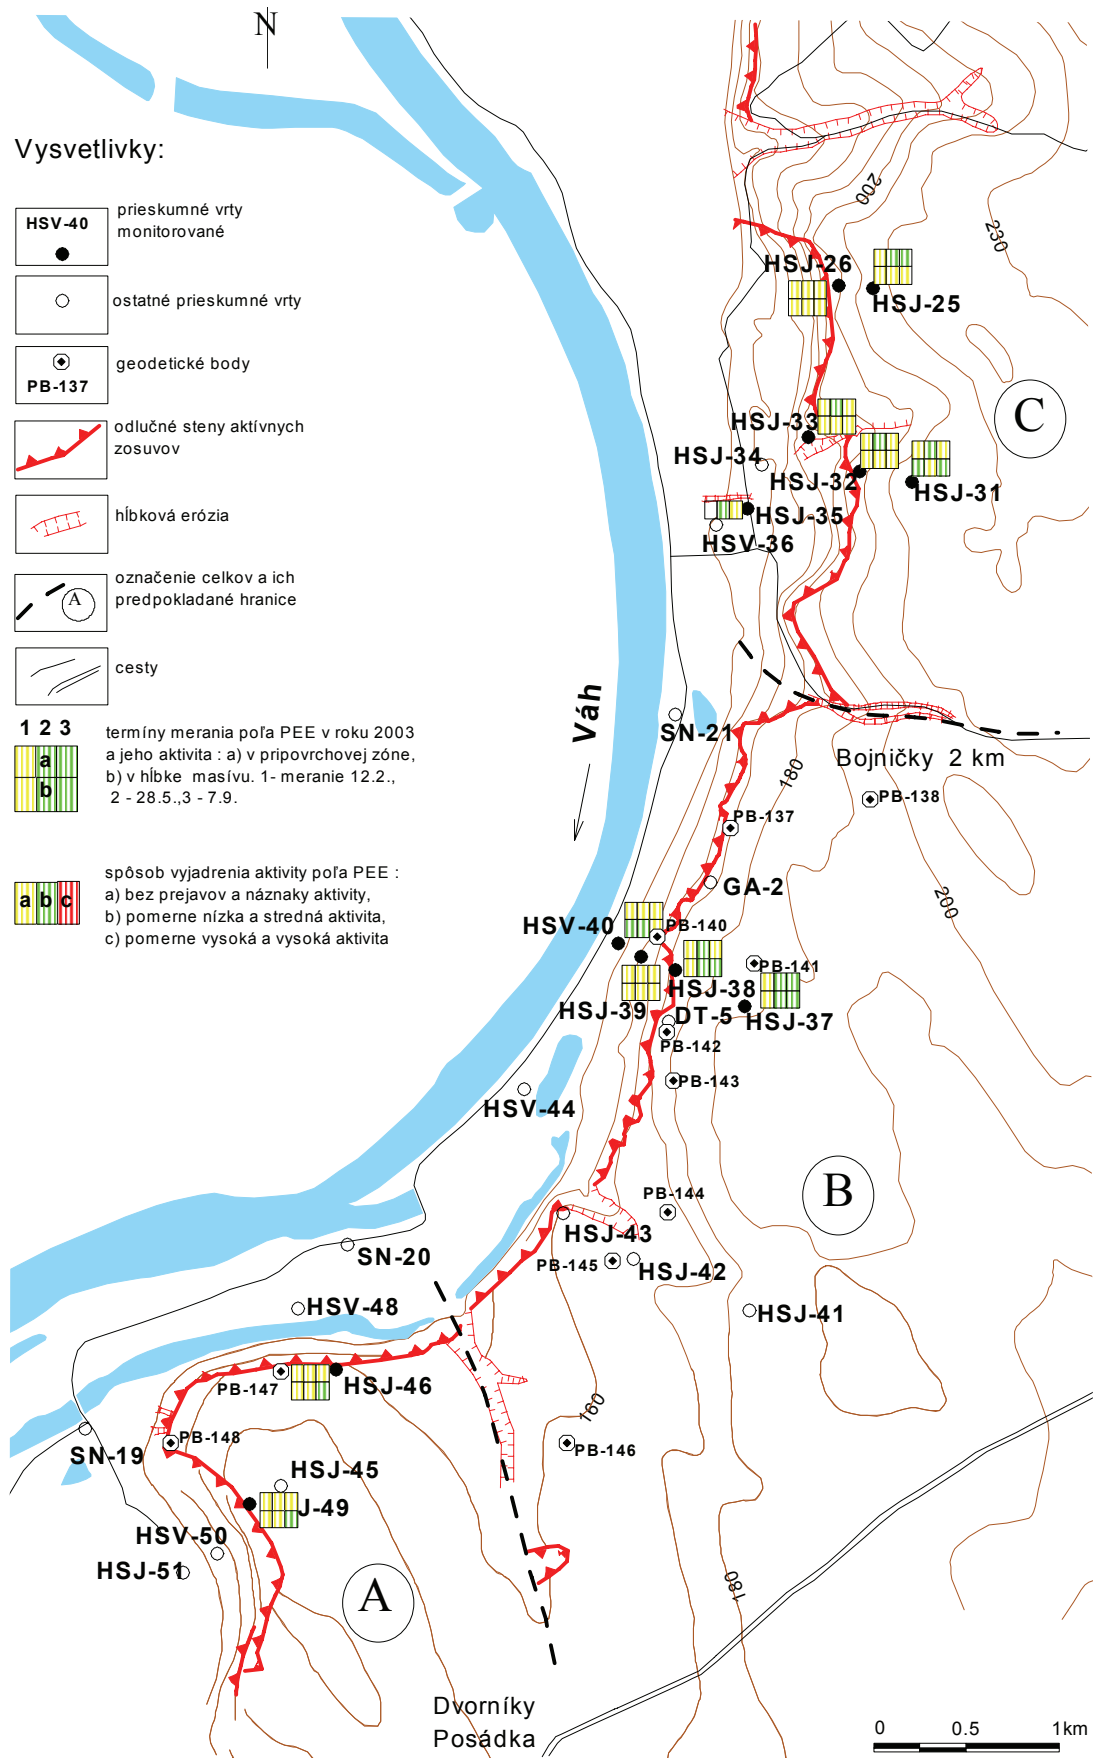 N
Vysvetlivky:
HSV-40
prieskumné vrty
monitorované
ostatné prieskumné vrty
geodetické body
PB-137
odlučné steny aktívnych
zosuvov
hĺbková erózia
označenie celkov a ich
predpokladané hranice
A
cesty
1 2 3
a
b
termíny merania poľa PEE v roku 2003
a jeho aktivita : a) v pripovrchovej zóne,
b) v hĺbke masívu. 1- meranie 12.2.,
2 - 28.5.,3 - 7.9.
a b c
spôsob vyjadrenia aktivity poľa PEE :
a) bez prejavov a náznaky aktivity,
b) pomerne nízka a stredná aktivita,
c) pomerne vysoká a vysoká aktivita
200
230
HSJ-26
HSJ-25
C
HSJ-33
HSJ-34
HSJ-32
HSJ-31
HSJ-35
HSV-36
Váh
SN-21
Bojničky 2 km
180
PB-138
PB-137
GA-2
200
HSV-40
PB-140
PB-141
HSJ-38
HSJ-39
HSJ-37
DT-5
PB-142
PB-143
HSV-44
B
PB-144
HSJ-43
SN-20
PB-145
HSJ-42
HSV-48
HSJ-41
PB-147
HSJ-46
160
PB-148
SN-19
PB-146
HSJ-45
J-49
HSV-50
HSJ-51
A
180
Dvorníky
Posádka
0 0.5 1km